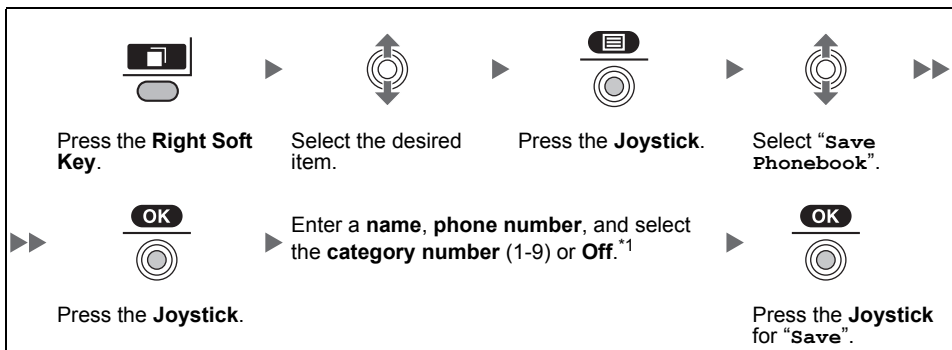 Press the Right Soft
Key.
Select the desired
item.
Press the Joystick.
Select “Save
Phonebook”.
OK
Press the Joystick.
Enter a name, phone number, and select
the category number (1-9) or Off.*1
OK
Press the Joystick
for “Save”.